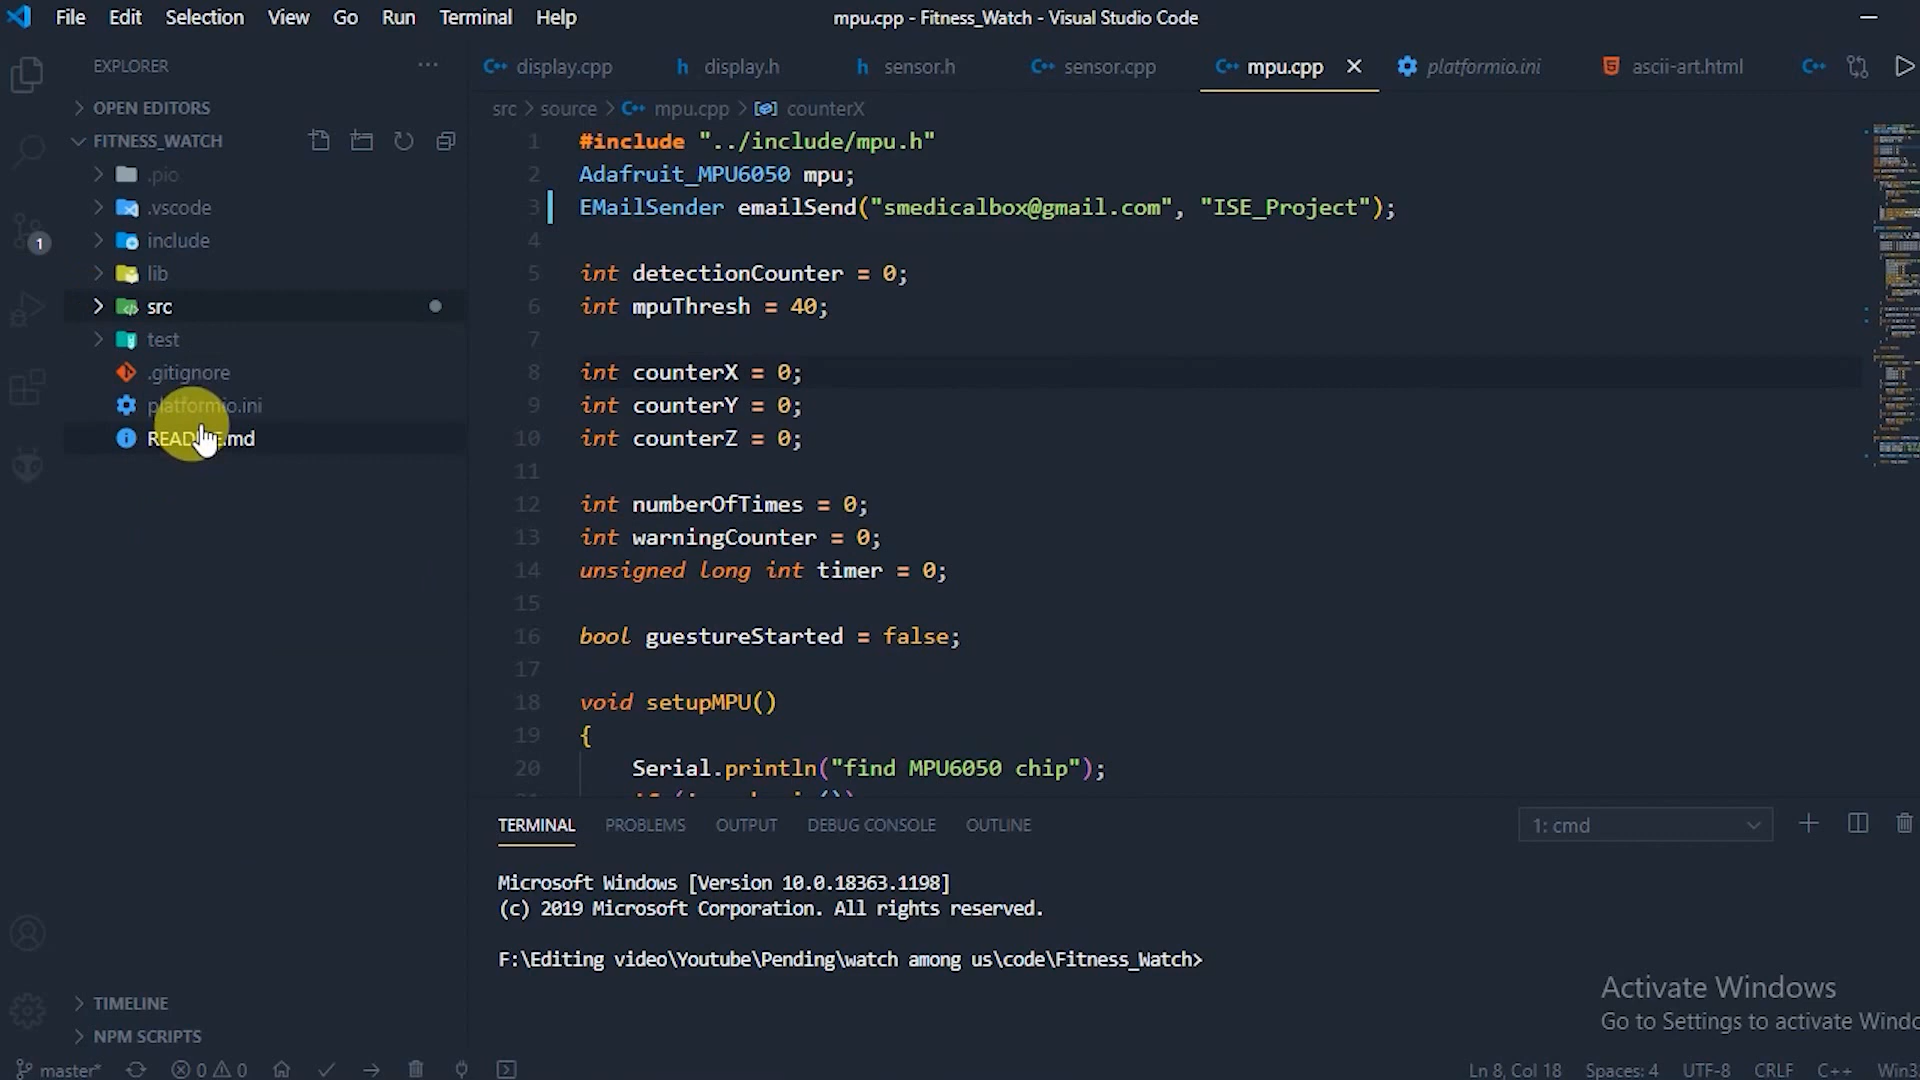 File Edit Selection View Go Run Terminal Help
mpu.cpp - Fitness_Watch - Visual Studio Code
EXPLORER
OPEN EDITORS
FITNESS_WATCH
.pio
.vscode
include
lib
src
test
.gitignore
platformio.ini
README.md
TIMELINE
NPM SCRIPTS
1
display.cpp
display.h
sensor.h
sensor.cpp
mpu.cpp
platformio.ini
ascii-art.html
src > source > mpu.cpp > counterX
1 #include "../include/mpu.h"
2 Adafruit_MPU6050 mpu;
3 EMailSender emailSend("smedicalbox@gmail.com", "ISE_Project");
4
5 int detectionCounter = 0;
6 int mpuThresh = 40;
7
8 int counterX = 0;
9 int counterY = 0;
10 int counterZ = 0;
11
12 int numberOfTimes = 0;
13 int warningCounter = 0;
14 unsigned long int timer = 0;
15
16 bool guestureStarted = false;
17
18 void setupMPU()
19 {
20 Serial.println("find MPU6050 chip");
TERMINAL PROBLEMS OUTPUT DEBUG CONSOLE OUTLINE
1: cmd
Microsoft Windows [Version 10.0.18363.1198]
(c) 2019 Microsoft Corporation. All rights reserved.
F:\Editing video\Youtube\Pending\watch among us\code\Fitness_Watch>
Activate Windows
Go to Settings to activate Windo
master* 0 0
Ln 8, Col 18 Spaces: 4 UTF-8 CRLF C++ Win3